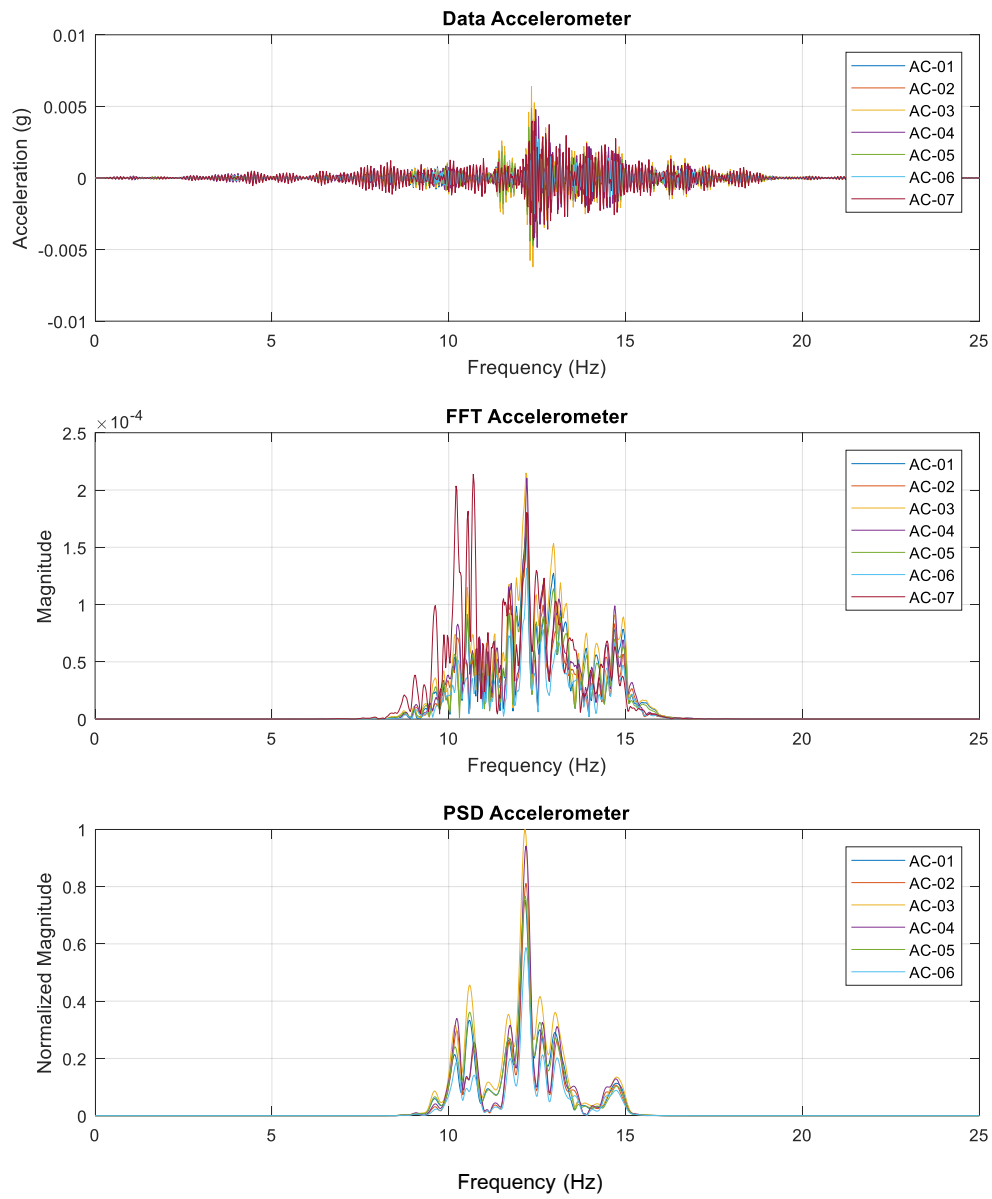 Data Accelerometer
0.01
0.005
0
-0.005
-0.01
Acceleration (g)
0 5 10 15 20 25
Frequency (Hz)
AC-01
AC-02
AC-03
AC-04
AC-05
AC-06
AC-07
FFT Accelerometer
×10⁻⁴
2.5
2
1.5
1
0.5
0
Magnitude
0 5 10 15 20 25
Frequency (Hz)
AC-01
AC-02
AC-03
AC-04
AC-05
AC-06
AC-07
PSD Accelerometer
1
0.8
0.6
0.4
0.2
0
Normalized Magnitude
0 5 10 15 20 25
Frequency (Hz)
AC-01
AC-02
AC-03
AC-04
AC-05
AC-06